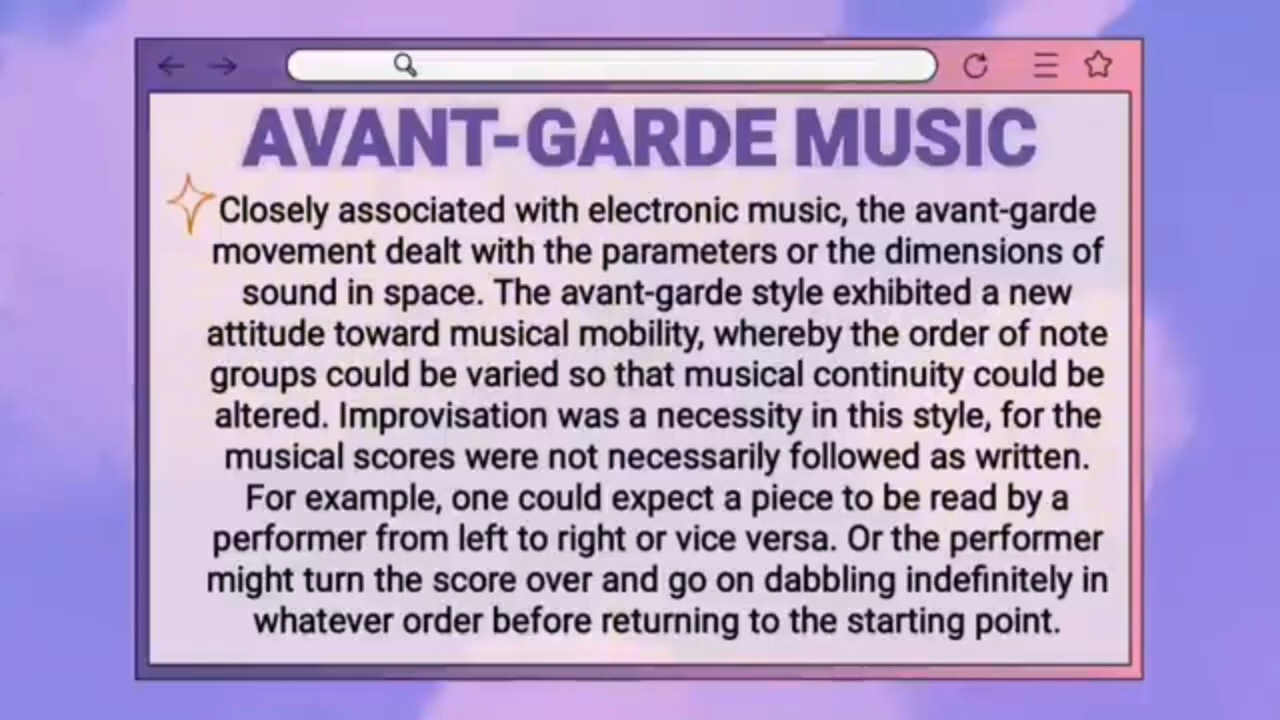 AVANT-GARDE MUSIC
Closely associated with electronic music, the avant-garde
movement dealt with the parameters or the dimensions of
sound in space. The avant-garde style exhibited a new
attitude toward musical mobility, whereby the order of note
groups could be varied so that musical continuity could be
altered. Improvisation was a necessity in this style, for the
musical scores were not necessarily followed as written.
For example, one could expect a piece to be read by a
performer from left to right or vice versa. Or the performer
might turn the score over and go on dabbling indefinitely in
whatever order before returning to the starting point.